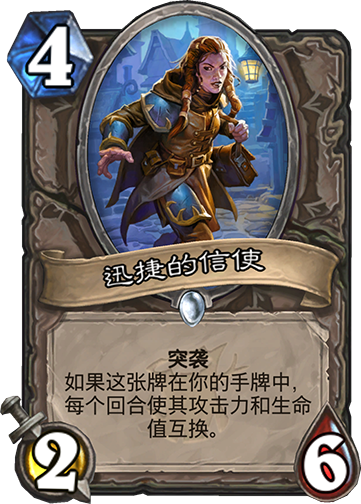 4
迅捷的信使
突袭
如果这张牌在你的手牌中，
每个回合使其攻击力和生命
值互换。
2
6